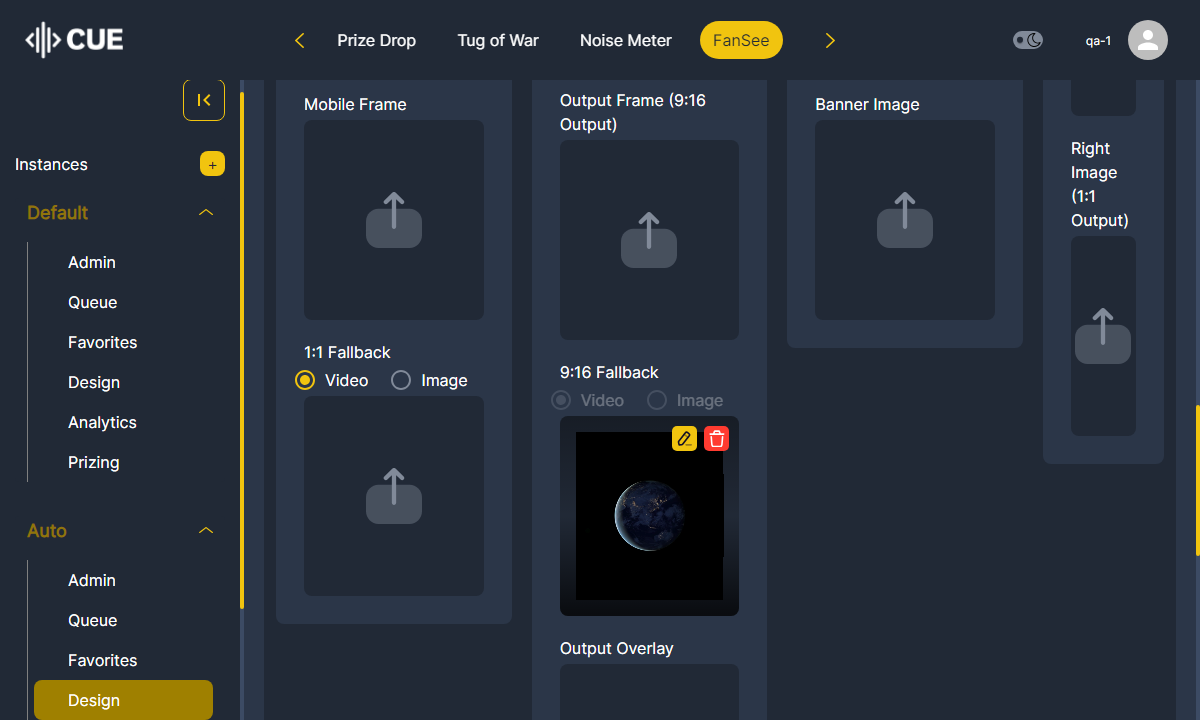 CUE
Prize Drop
Tug of War
Noise Meter
FanSee
qa-1
Instances
+
Default
Admin
Queue
Favorites
Design
Analytics
Prizing
Auto
Admin
Queue
Favorites
Design
Mobile Frame
1:1 Fallback
Video
Image
Output Frame (9:16
Output)
9:16 Fallback
Video
Image
Output Overlay
Banner Image
Right
Image
(1:1
Output)